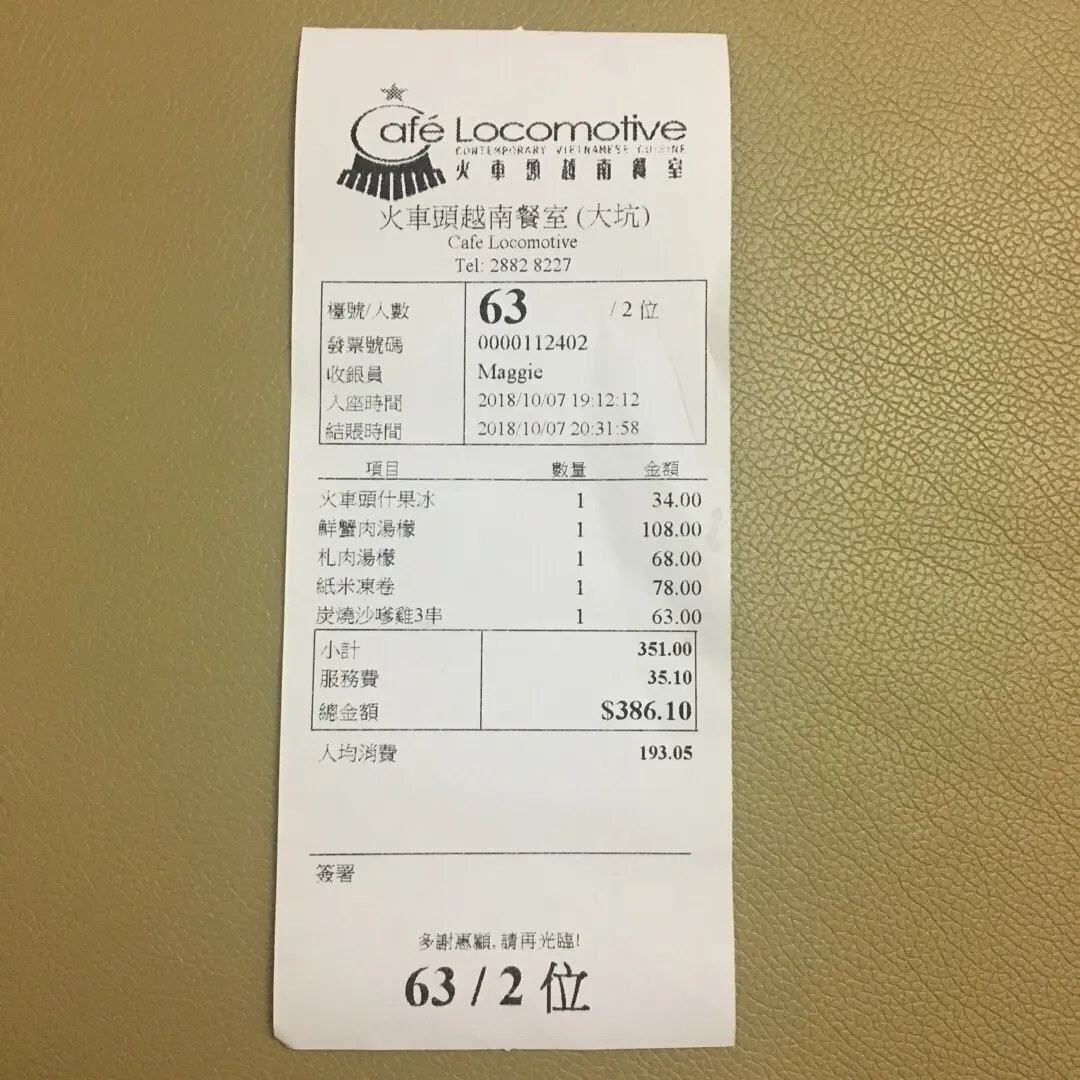 Café Locomotive
CONTEMPORARY VIETNAMESE CUISINE
火車頭越南餐室
火車頭越南餐室 (大坑)
Cafe Locomotive
Tel: 2882 8227
檯號/人數 63 / 2 位
發票號碼 0000112402
收銀員 Maggie
入座時間 2018/10/07 19:12:12
結賬時間 2018/10/07 20:31:58
項目 數量 金額
火車頭什果冰 1 34.00
鮮蟹肉湯檬 1 108.00
札肉湯檬 1 68.00
紙米凍卷 1 78.00
炭燒沙嗲雞3串 1 63.00
小計 351.00
服務費 35.10
總金額 $386.10
人均消費 193.05
簽署
多謝惠顧, 請再光臨!
63 / 2 位